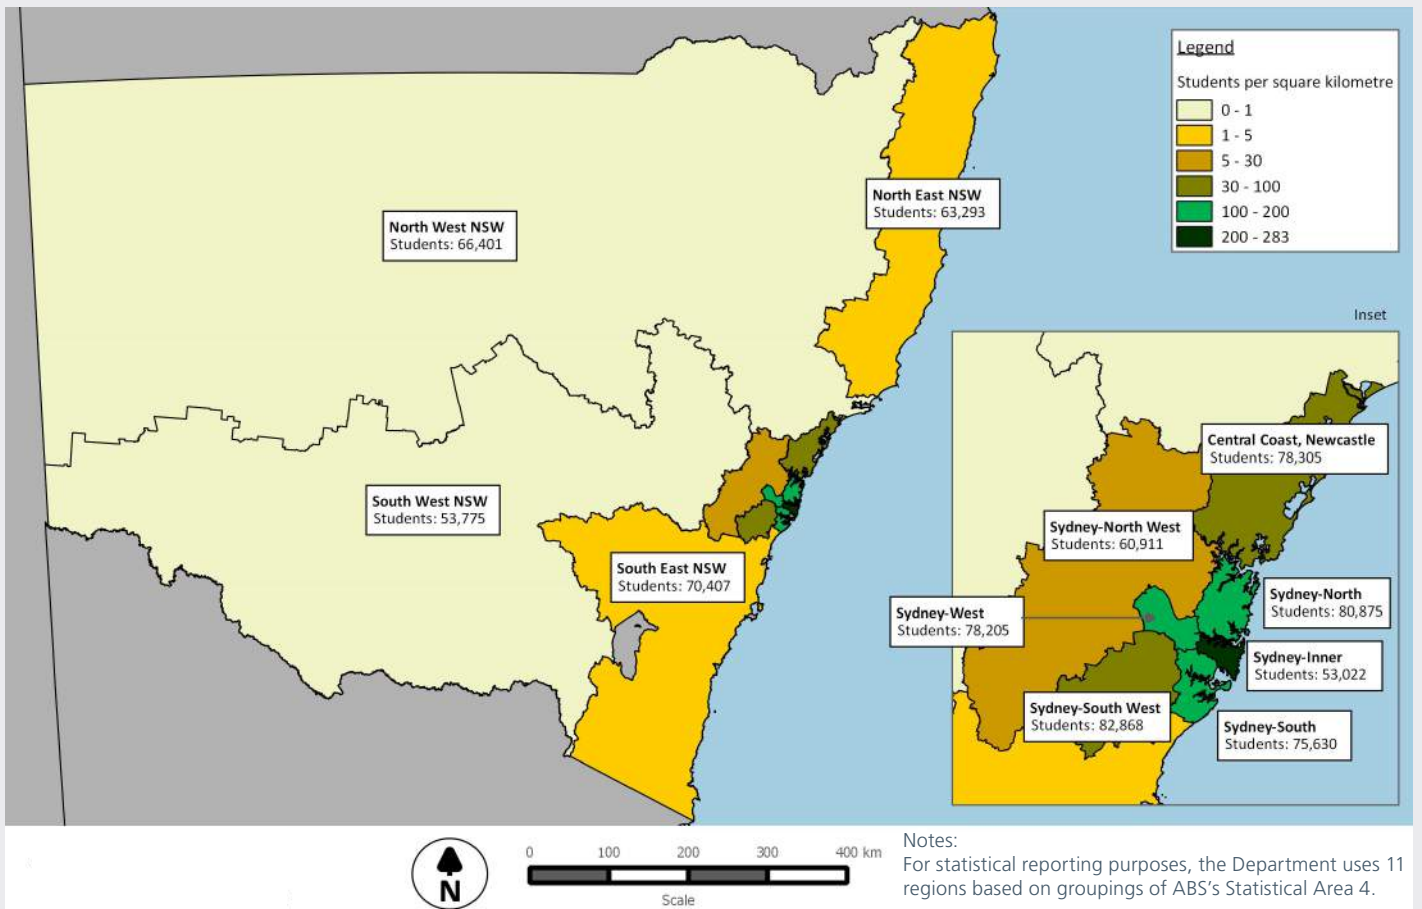 Legend
Students per square kilometre
0 - 1
1 - 5
5 - 30
30 - 100
100 - 200
200 - 283
North East NSW
Students: 63,293
North West NSW
Students: 66,401
South West NSW
Students: 53,775
South East NSW
Students: 70,407
Inset
Central Coast, Newcastle
Students: 78,305
Sydney-North West
Students: 60,911
Sydney-North
Students: 80,875
Sydney-West
Students: 78,205
Sydney-Inner
Students: 53,022
Sydney-South West
Students: 82,868
Sydney-South
Students: 75,630
N
0 100 200 300 400 km
Scale
Notes:
For statistical reporting purposes, the Department uses 11
regions based on groupings of ABS's Statistical Area 4.